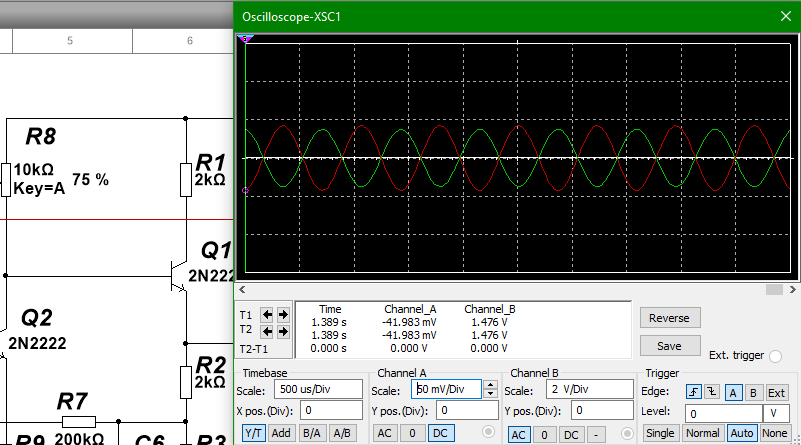 Oscilloscope-XSC1
5
6
R8
10kΩ
Key=A
75 %
R1
2kΩ
Q1
2N222
Q2
2N2222
R2
2kΩ
R7
200kΩ
R9
C6
R3
Time Channel_A Channel_B
T1 1.389 s -41.983 mV 1.476 V
T2 1.389 s -41.983 mV 1.476 V
T2-T1 0.000 s 0.000 V 0.000 V
Reverse
Save
Ext. trigger
Timebase
Scale: 500 us/Div
X pos.(Div): 0
Y/T Add B/A A/B
Channel A
Scale: 50 mV/Div
Y pos.(Div): 0
AC 0 DC
Channel B
Scale: 2 V/Div
Y pos.(Div): 0
AC 0 DC -
Trigger
Edge: A B Ext
Level: 0 V
Single Normal Auto None